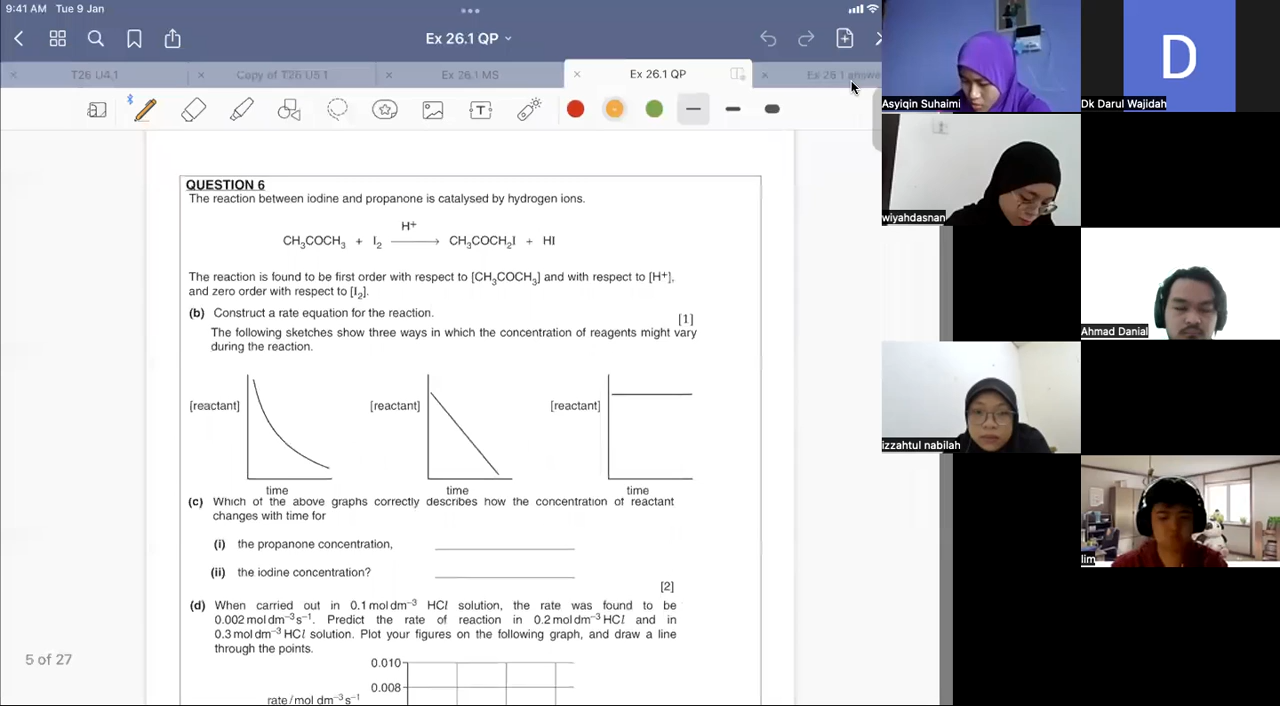 9:41 AM Tue 9 Jan
Ex 26.1 QP
T26 U4.1
Copy of T26 U5.1
Ex 26.1 MS
Ex 26.1 QP
Ex 26 1 answe
QUESTION 6
The reaction between iodine and propanone is catalysed by hydrogen ions.
H⁺
CH₃COCH₃ + I₂ ⟶ CH₃COCH₂I + HI
The reaction is found to be first order with respect to [CH₃COCH₃] and with respect to [H⁺],
and zero order with respect to [I₂].
(b) Construct a rate equation for the reaction.
[1]
The following sketches show three ways in which the concentration of reagents might vary
during the reaction.
[reactant] [reactant] [reactant]
time time time
(c) Which of the above graphs correctly describes how the concentration of reactant
changes with time for
(i) the propanone concentration,
(ii) the iodine concentration?
[2]
(d) When carried out in 0.1 mol dm⁻³ HCl solution, the rate was found to be
0.002 mol dm⁻³ s⁻¹. Predict the rate of reaction in 0.2 mol dm⁻³ HCl and in
0.3 mol dm⁻³ HCl solution. Plot your figures on the following graph, and draw a line
through the points.
0.010
0.008
rate/mol dm⁻³ s⁻¹
5 of 27
Asyiqin Suhaimi
D
Dk Darul Wajidah
wiyahdasnan
Ahmad Danial
izzahtul nabilah
lim